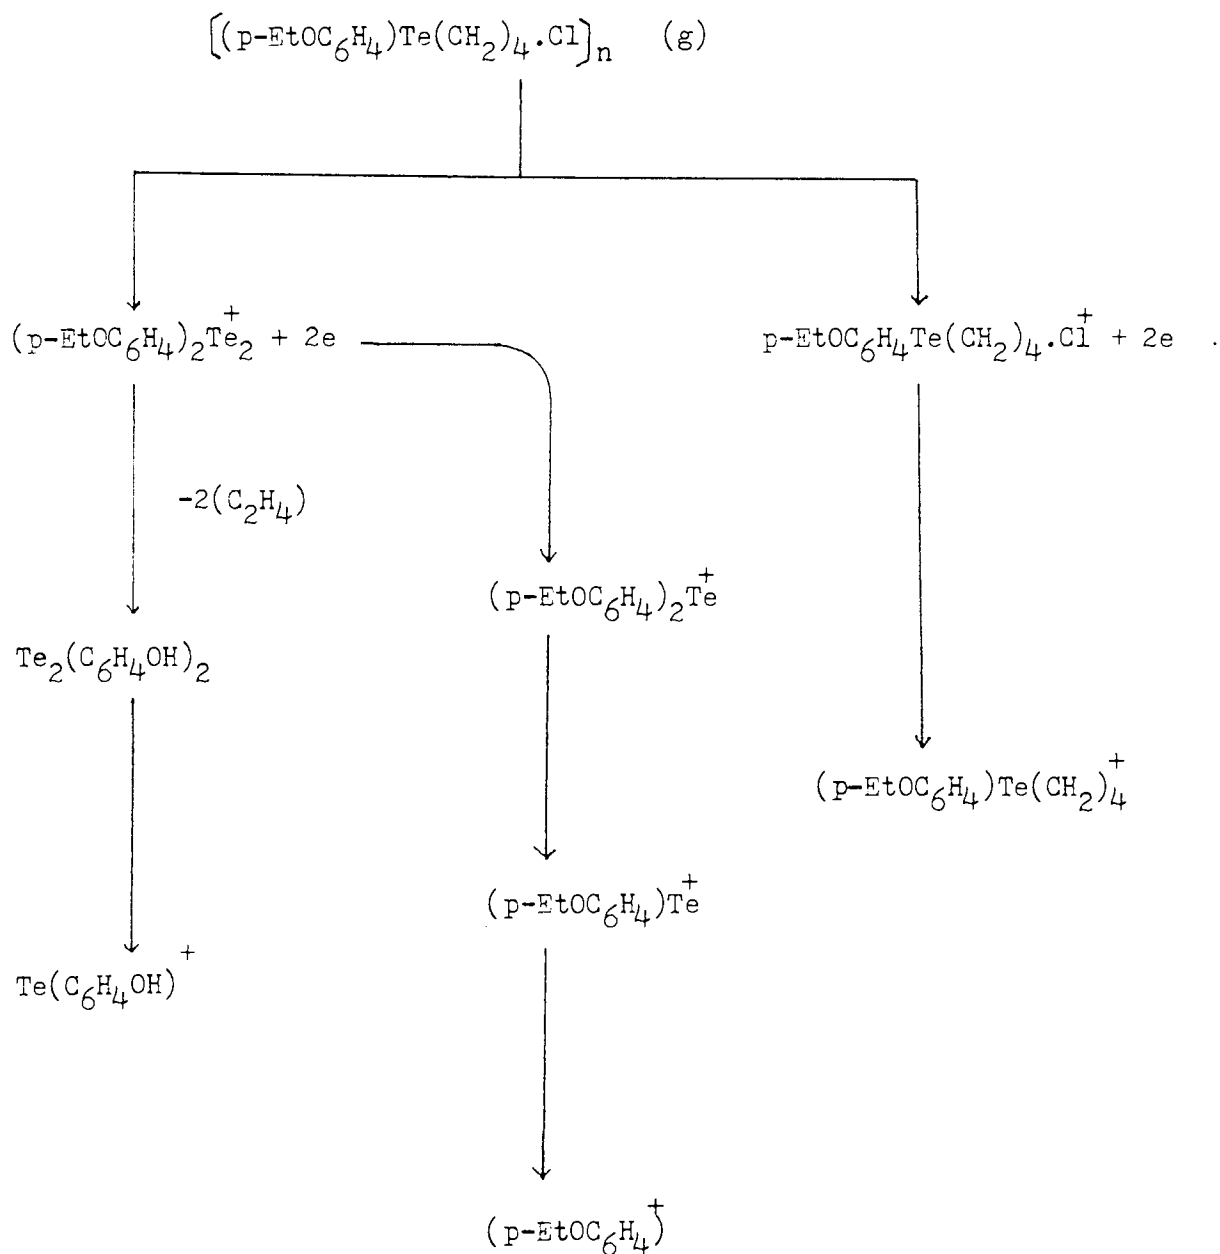 [(p-EtOC₆H₄)Te(CH₂)₄.Cl]ₙ (g)
(p-EtOC₆H₄)₂Te₂⁺ + 2e
p-EtOC₆H₄Te(CH₂)₄.Cl⁺ + 2e .
-2(C₂H₄)
(p-EtOC₆H₄)₂Te⁺
Te₂(C₆H₄OH)₂
(p-EtOC₆H₄)Te(CH₂)₄⁺
(p-EtOC₆H₄)Te⁺
Te(C₆H₄OH)⁺
(p-EtOC₆H₄)⁺